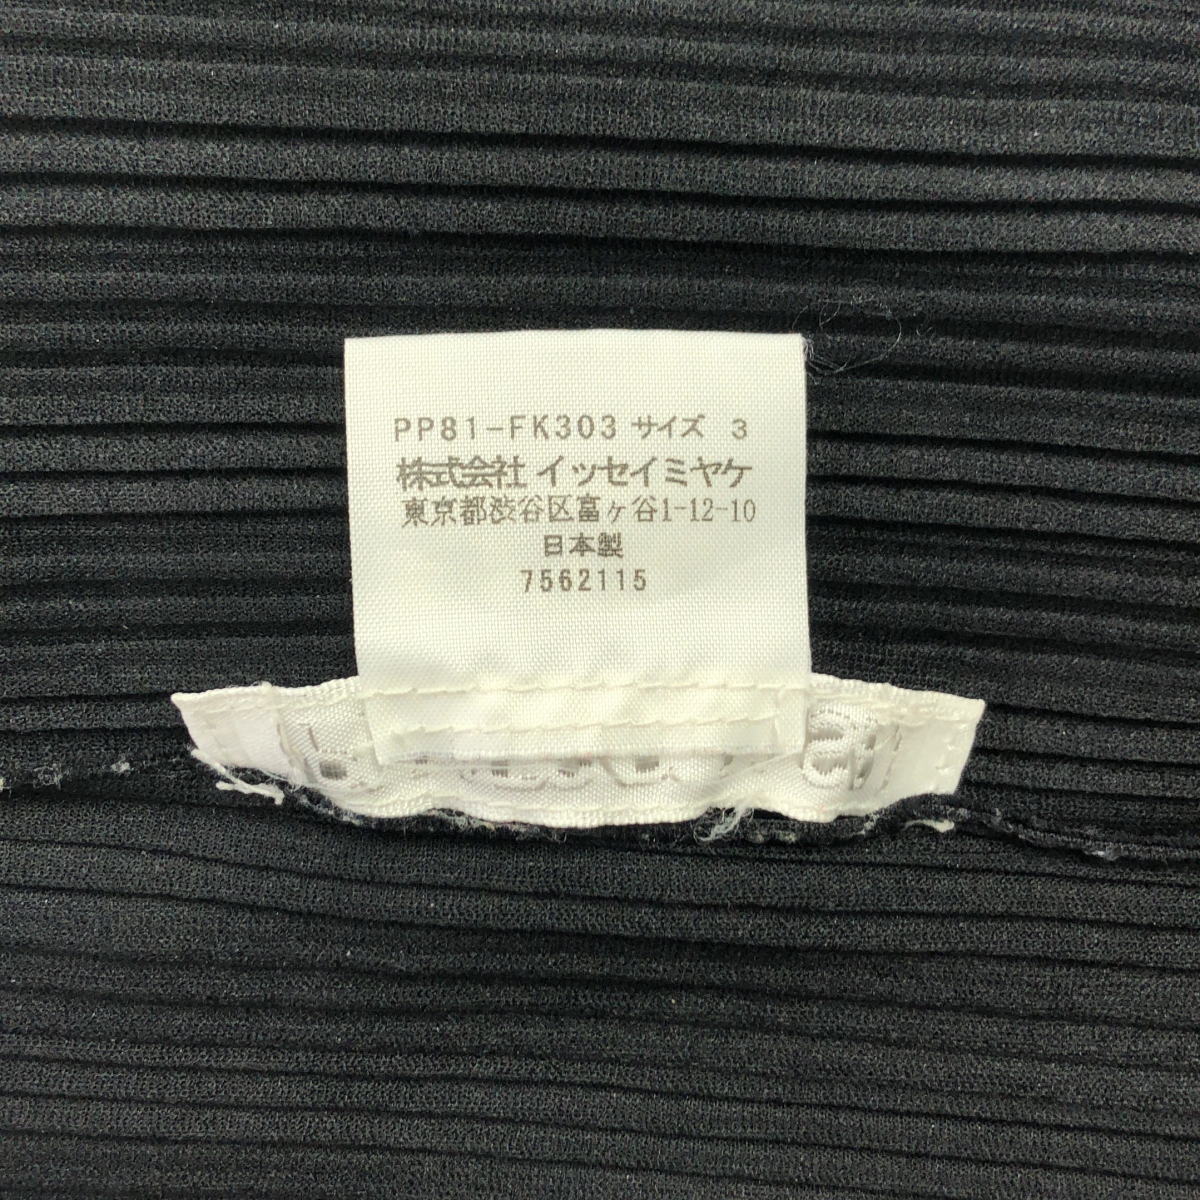 PP81-FK303 サイズ 3
株式会社 イッセイミヤケ
東京都渋谷区富ヶ谷1-12-10
日本製
7562115